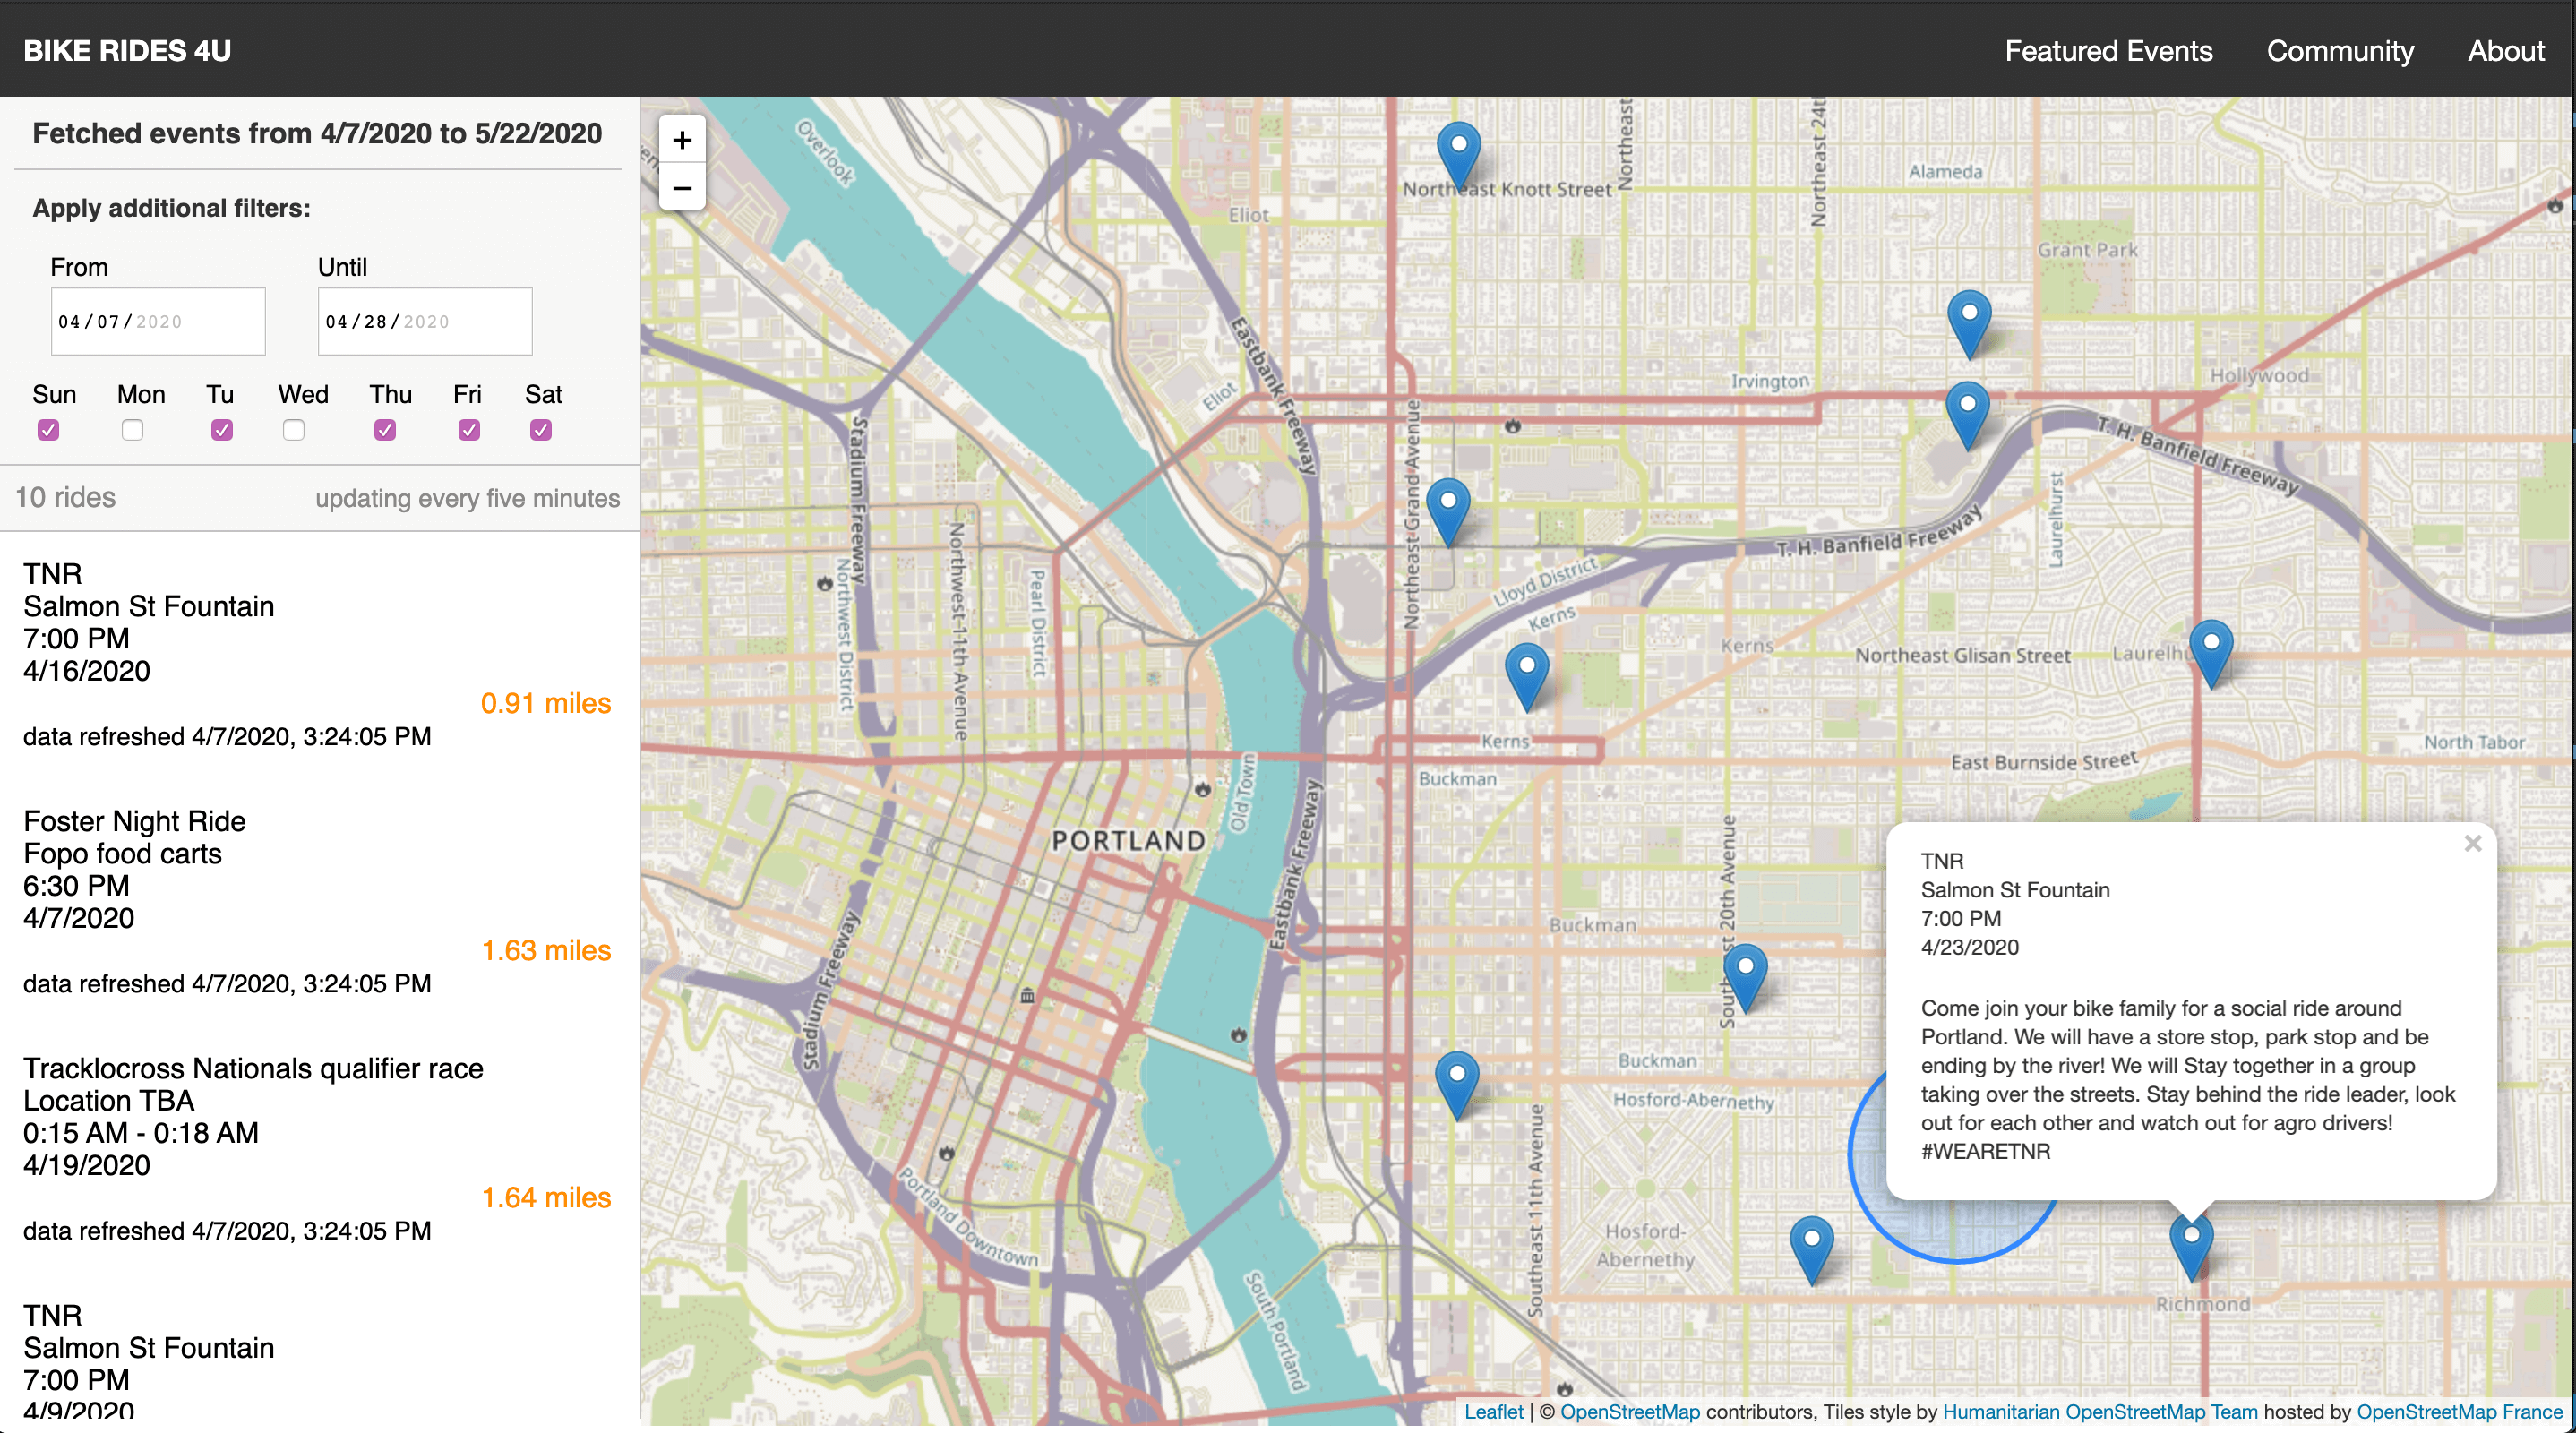 BIKE RIDES 4U
Featured Events
Community
About
Fetched events from 4/7/2020 to 5/22/2020
Apply additional filters:
From
Until
04/07/2020
04/28/2020
Sun Mon Tu Wed Thu Fri Sat
10 rides
updating every five minutes
TNR
Salmon St Fountain
7:00 PM
4/16/2020
0.91 miles
data refreshed 4/7/2020, 3:24:05 PM
Foster Night Ride
Fopo food carts
6:30 PM
4/7/2020
1.63 miles
data refreshed 4/7/2020, 3:24:05 PM
Tracklocross Nationals qualifier race
Location TBA
0:15 AM - 0:18 AM
4/19/2020
1.64 miles
data refreshed 4/7/2020, 3:24:05 PM
TNR
Salmon St Fountain
7:00 PM
4/9/2020
+
−
Overlook
Northeast Knott Street
Northeast
Northeast 24t
Alameda
Eliot
Grant Park
Eastbank Freeway
Eliot
Irvington
Hollywood
Stadium Freeway
Northeast Grand Avenue
T. H. Banfield Freeway
T. H. Banfield Freeway
Laurelhurst
Northwest District
Northwest 11th Avenue
Pearl District
Lloyd District
Kerns
Kerns
Northeast Glisan Street
Laurelhu
Kerns
Buckman
East Burnside Street
North Tabor
Old Town
PORTLAND
Eastbank Freeway
Southeast 20th Avenue
Buckman
Stadium Freeway
Buckman
Hosford-Abernethy
Southeast 11th Avenue
Hosford-
Abernethy
Portland Downtown
South Portland
Richmond
TNR
Salmon St Fountain
7:00 PM
4/23/2020
Come join your bike family for a social ride around
Portland. We will have a store stop, park stop and be
ending by the river! We will Stay together in a group
taking over the streets. Stay behind the ride leader, look
out for each other and watch out for agro drivers!
#WEARETNR
×
Leaflet | © OpenStreetMap contributors, Tiles style by Humanitarian OpenStreetMap Team hosted by OpenStreetMap France